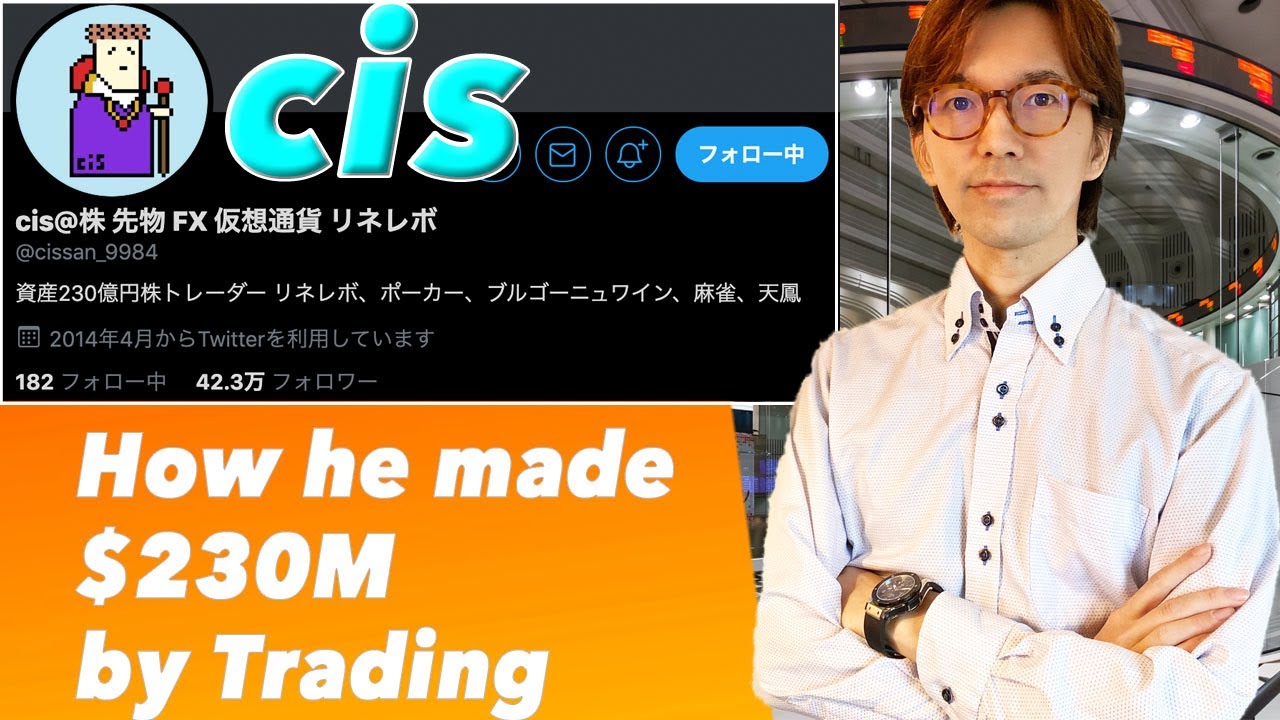 cis
cis
cis@株 先物 FX 仮想通貨 リネレボ
@cissan_9984
フォロー中
資産230億円株トレーダー リネレボ、ポーカー、ブルゴーニュワイン、麻雀、天鳳
2014年4月からTwitterを利用しています
182 フォロー中 42.3万 フォロワー
How he made
$230M
by Trading